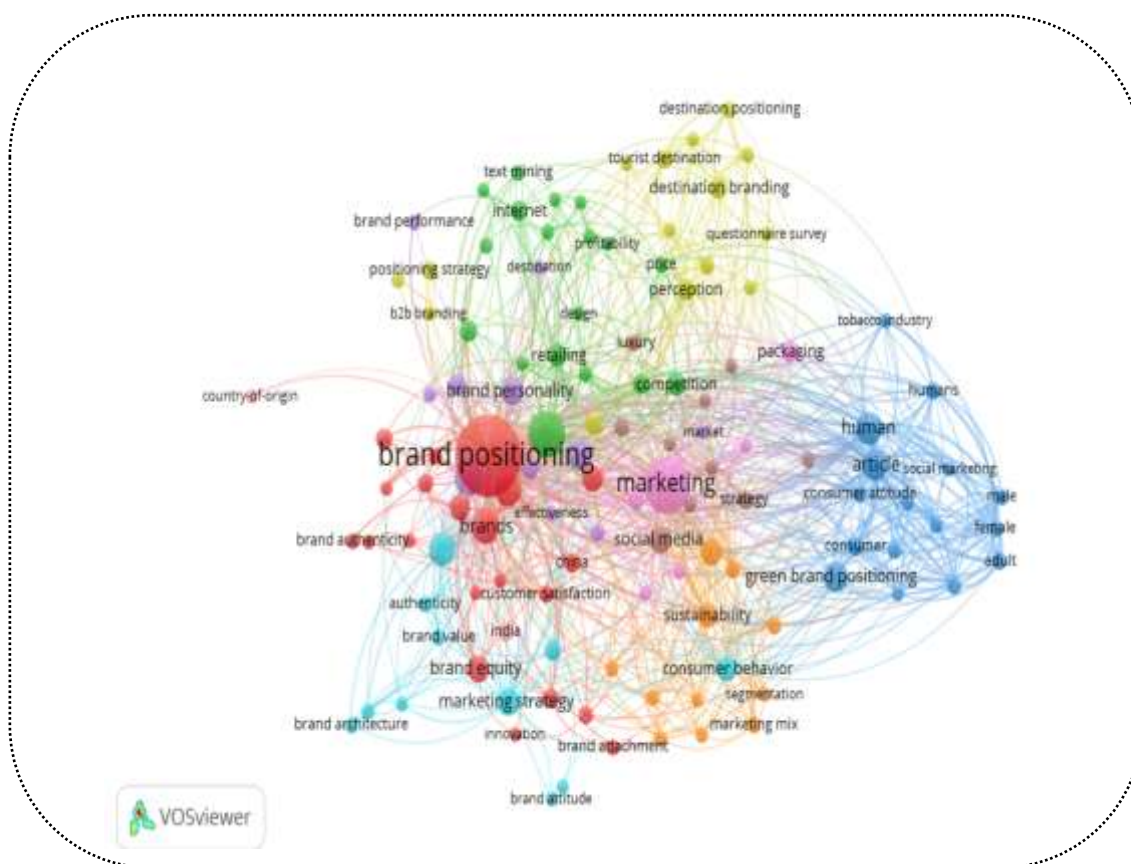 destination positioning
tourist destination
text mining
destination branding
internet
brand performance
questionnaire survey
profitability
positioning strategy
destination
price
perception
b2b branding
design
tobacco industry
luxury
packaging
retailing
competition
brand personality
humans
country-of-origin
human
market...
brand positioning
article
social marketing
marketing
consumer attitude
male
strategy
effectiveness
brands
female
social media
brand authenticity
consumer
china
adult
green brand positioning
customer satisfaction
authenticity
sustainability
india
brand value
brand equity
consumer behavior
segmentation
marketing strategy
brand architecture
marketing mix
innovation
brand attachment
brand attitude
VOSviewer